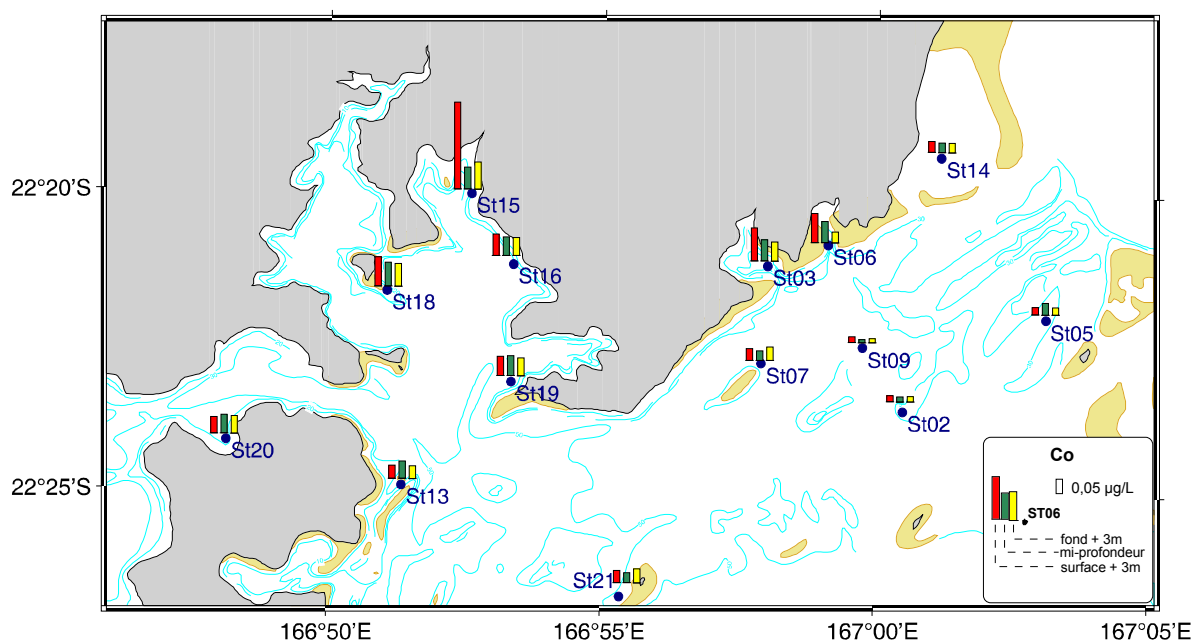 St14
22°20'S
St15
St06
St16
St03
St18
St05
St09
St07
St19
St02
St20
Co
22°25'S
St13
0,05 µg/L
ST06
fond + 3m
mi-profondeur
surface + 3m
St21
166°50'E
166°55'E
167°00'E
167°05'E